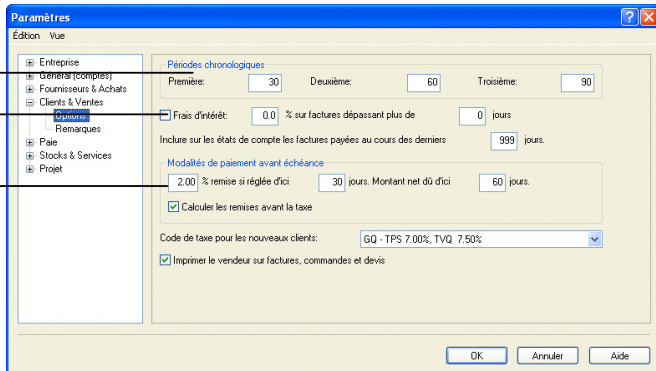 Paramètres
Édition Vue
Entreprise
Général (comptes)
Fournisseurs & Achats
Clients & Ventes
Options
Remarques
Paie
Stocks & Services
Projet
Périodes chronologiques
Première: 30 Deuxième: 60 Troisième: 90
Frais d'intérêt: 0.0 % sur factures dépassant plus de 0 jours
Inclure sur les états de compte les factures payées au cours des derniers 999 jours.
Modalités de paiement avant échéance
2.00 % remise si réglée d'ici 30 jours. Montant net dû d'ici 60 jours.
Calculer les remises avant la taxe
Code de taxe pour les nouveaux clients: GQ - TPS 7.00%, TVQ 7.50%
Imprimer le vendeur sur factures, commandes et devis
OK Annuler Aide